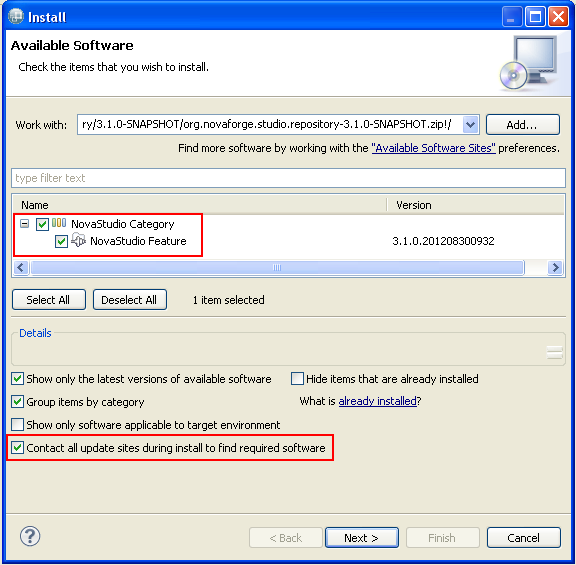 Install
Available Software
Check the items that you wish to install.
Work with: ry/3.1.0-SNAPSHOT/org.novaforge.studio.repository-3.1.0-SNAPSHOT.zip!/ Add...
Find more software by working with the "Available Software Sites" preferences.
type filter text
Name Version
NovaStudio Category
NovaStudio Feature 3.1.0.201208300932
Select All Deselect All 1 item selected
Details
Show only the latest versions of available software Hide items that are already installed
Group items by category What is already installed?
Show only software applicable to target environment
Contact all update sites during install to find required software
? < Back Next > Finish Cancel